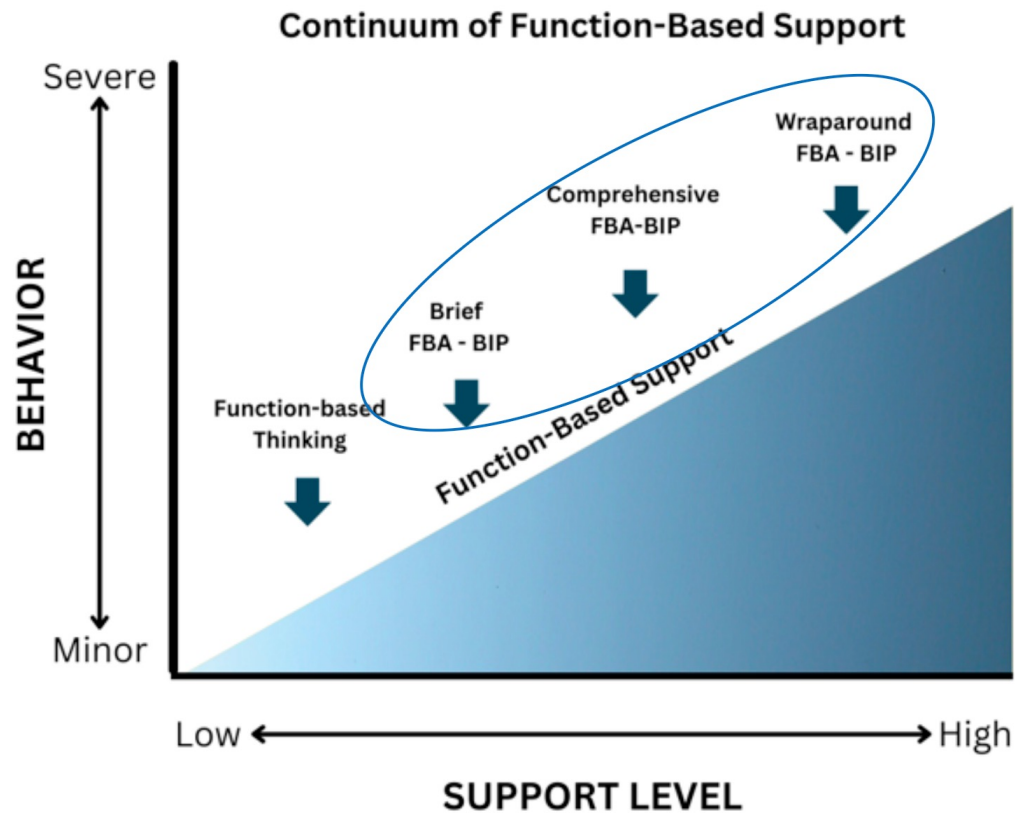 Continuum of Function-Based Support
Severe
Wraparound
FBA - BIP
Comprehensive
FBA-BIP
Brief
FBA - BIP
Function-based
Thinking
Function-Based Support
BEHAVIOR
Minor
Low
High
SUPPORT LEVEL